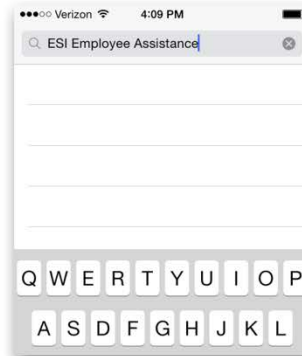 ●●●○○ Verizon 4:09 PM
ESI Employee Assistance
Q W E R T Y U I O P
A S D F G H J K L